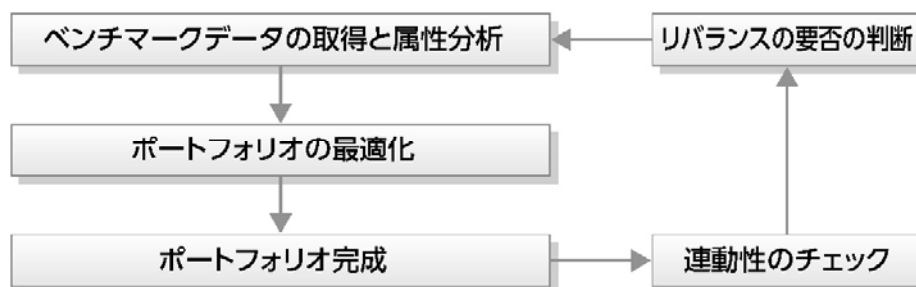 ベンチマークデータの取得と属性分析
リバランスの要否の判断
ポートフォリオの最適化
ポートフォリオ完成
連動性のチェック